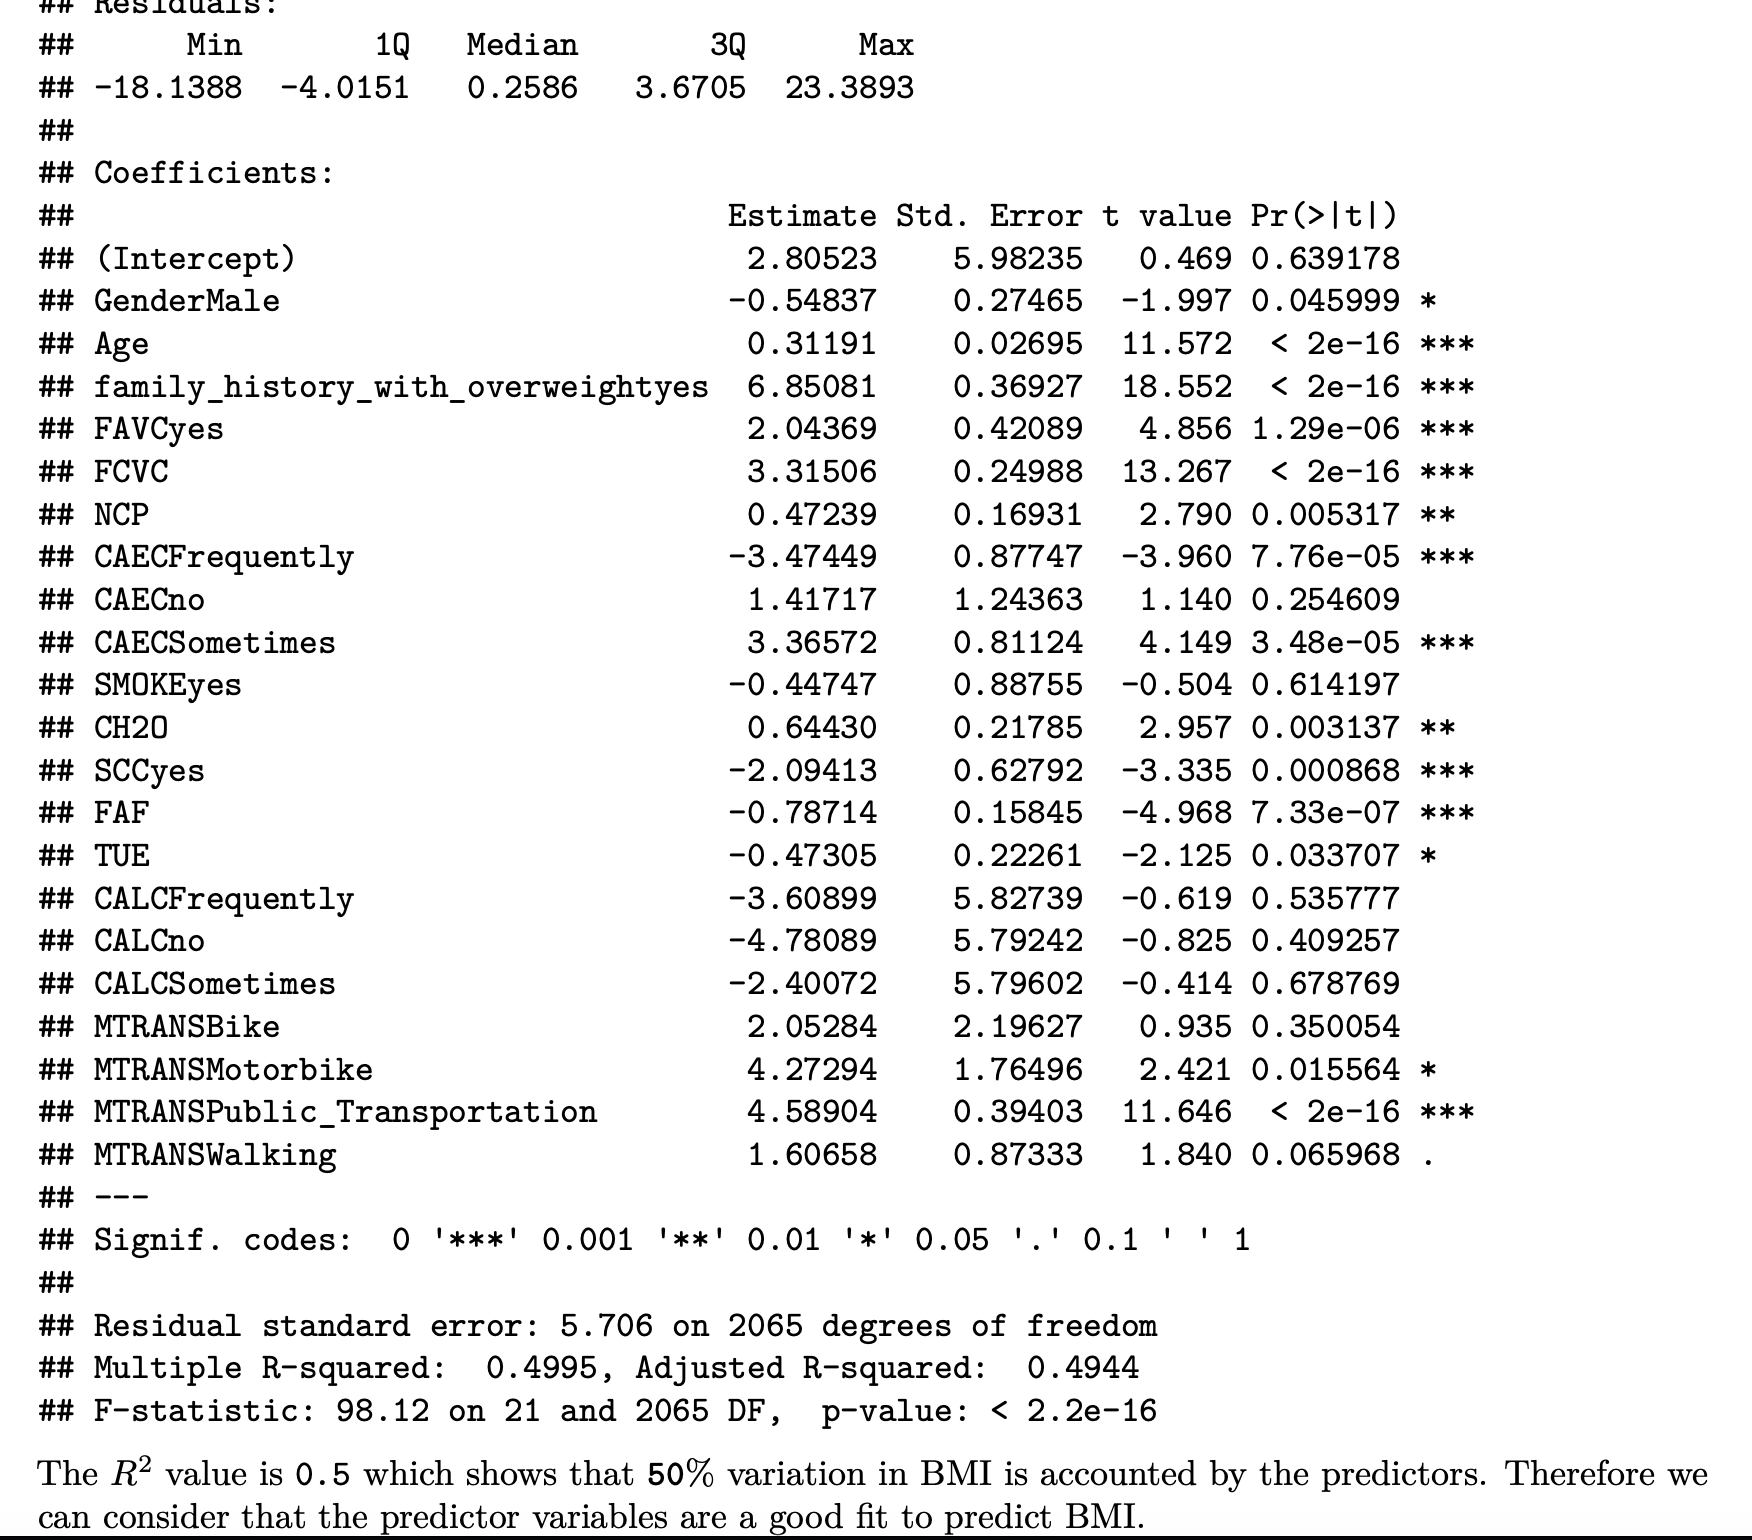 ## Residuals:
##      Min       1Q   Median       3Q      Max
## -18.1388  -4.0151   0.2586   3.6705  23.3893
##
## Coefficients:
##                                   Estimate Std. Error t value Pr(>|t|)
## (Intercept)                        2.80523    5.98235   0.469 0.639178
## GenderMale                        -0.54837    0.27465  -1.997 0.045999 *
## Age                                0.31191    0.02695  11.572  < 2e-16 ***
## family_history_with_overweightyes  6.85081    0.36927  18.552  < 2e-16 ***
## FAVCyes                            2.04369    0.42089   4.856 1.29e-06 ***
## FCVC                               3.31506    0.24988  13.267  < 2e-16 ***
## NCP                                0.47239    0.16931   2.790 0.005317 **
## CAECFrequently                    -3.47449    0.87747  -3.960 7.76e-05 ***
## CAECno                             1.41717    1.24363   1.140 0.254609
## CAECSometimes                      3.36572    0.81124   4.149 3.48e-05 ***
## SMOKEyes                          -0.44747    0.88755  -0.504 0.614197
## CH2O                               0.64430    0.21785   2.957 0.003137 **
## SCCyes                            -2.09413    0.62792  -3.335 0.000868 ***
## FAF                               -0.78714    0.15845  -4.968 7.33e-07 ***
## TUE                               -0.47305    0.22261  -2.125 0.033707 *
## CALCFrequently                    -3.60899    5.82739  -0.619 0.535777
## CALCno                            -4.78089    5.79242  -0.825 0.409257
## CALCSometimes                     -2.40072    5.79602  -0.414 0.678769
## MTRANSBike                         2.05284    2.19627   0.935 0.350054
## MTRANSMotorbike                    4.27294    1.76496   2.421 0.015564 *
## MTRANSPublic_Transportation        4.58904    0.39403  11.646  < 2e-16 ***
## MTRANSWalking                      1.60658    0.87333   1.840 0.065968 .
## ---
## Signif. codes:  0 '***' 0.001 '**' 0.01 '*' 0.05 '.' 0.1 ' ' 1
##
## Residual standard error: 5.706 on 2065 degrees of freedom
## Multiple R-squared:  0.4995, Adjusted R-squared:  0.4944
## F-statistic: 98.12 on 21 and 2065 DF,  p-value: < 2.2e-16
The R² value is 0.5 which shows that 50% variation in BMI is accounted by the predictors. Therefore we
can consider that the predictor variables are a good fit to predict BMI.